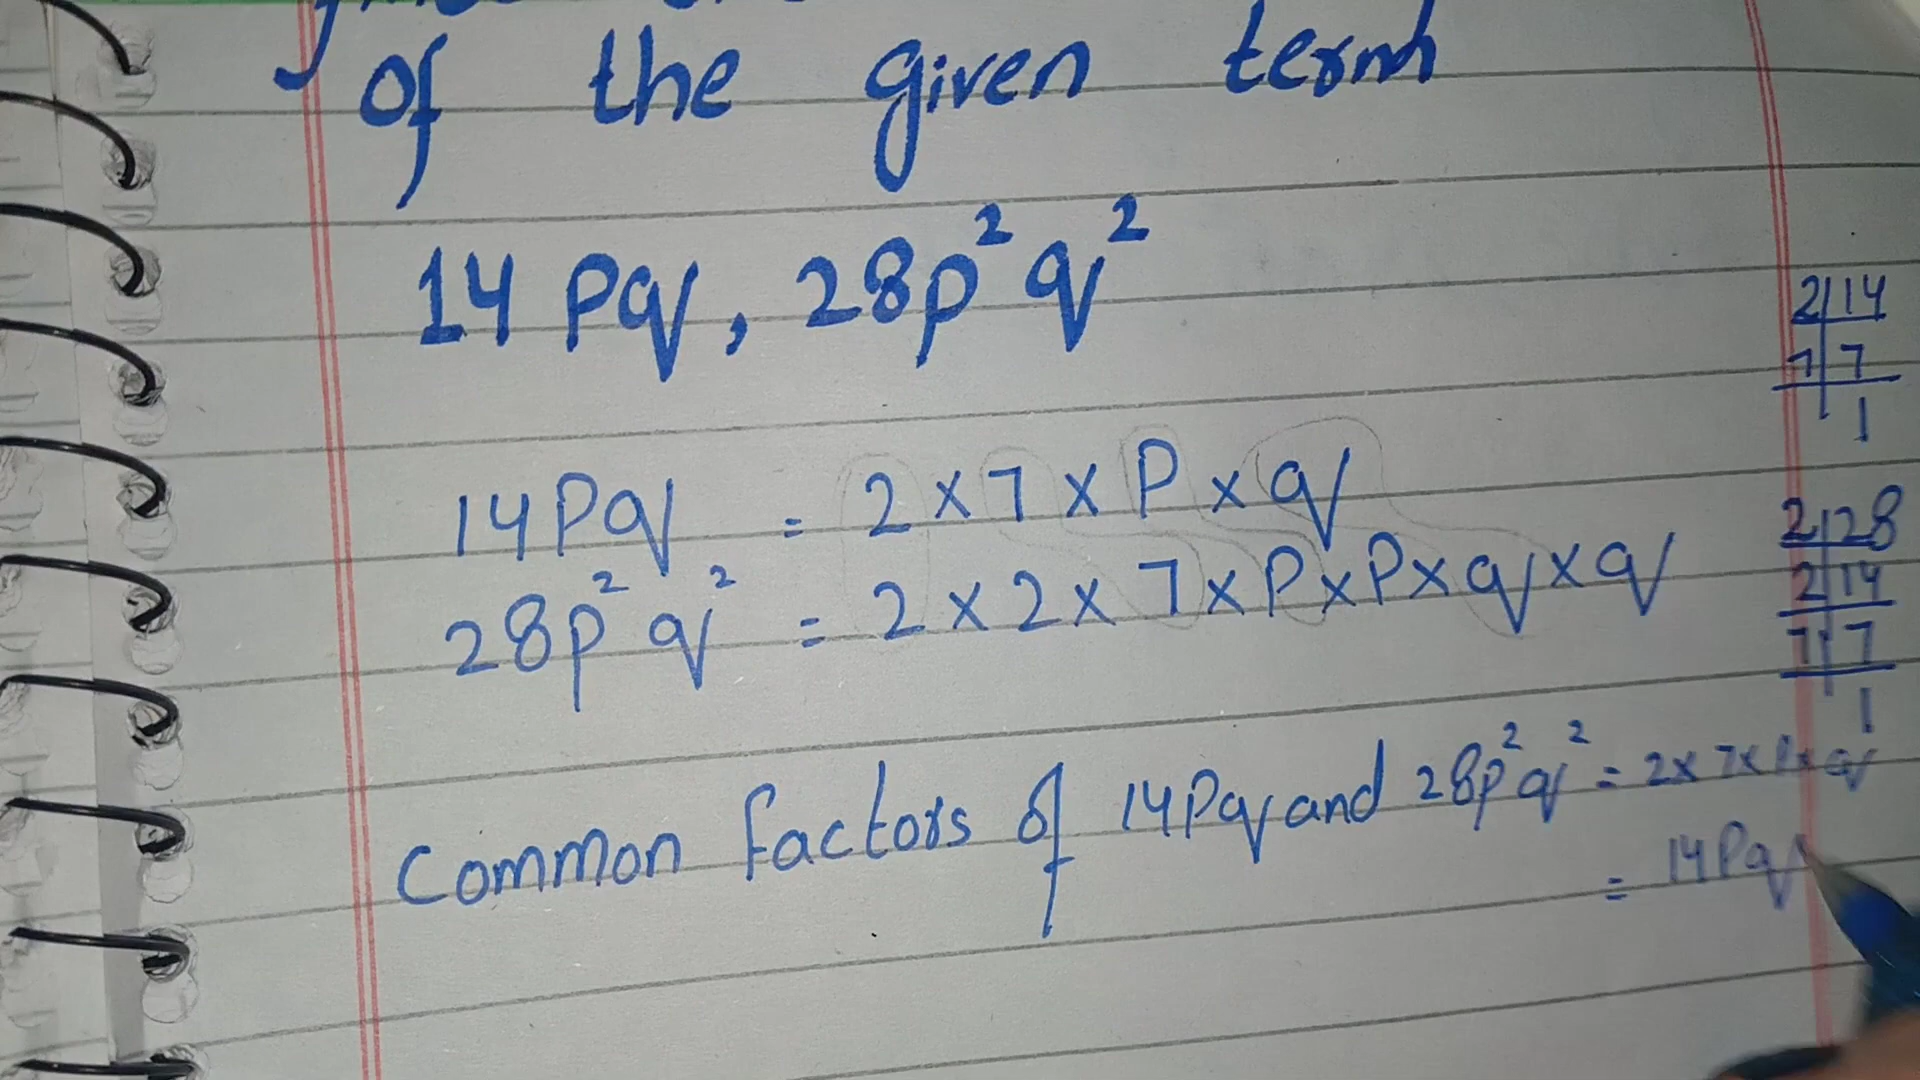 of the given term
14 pq, 28p²q²
2|14
7|7
1
14Pq = 2×7×P×q
28p²q² = 2×2×7×P×P×q×q
2|28
2|14
7|7
1
Common factors of 14Pq and 28p²q² = 2×7×P×q
= 14Pq